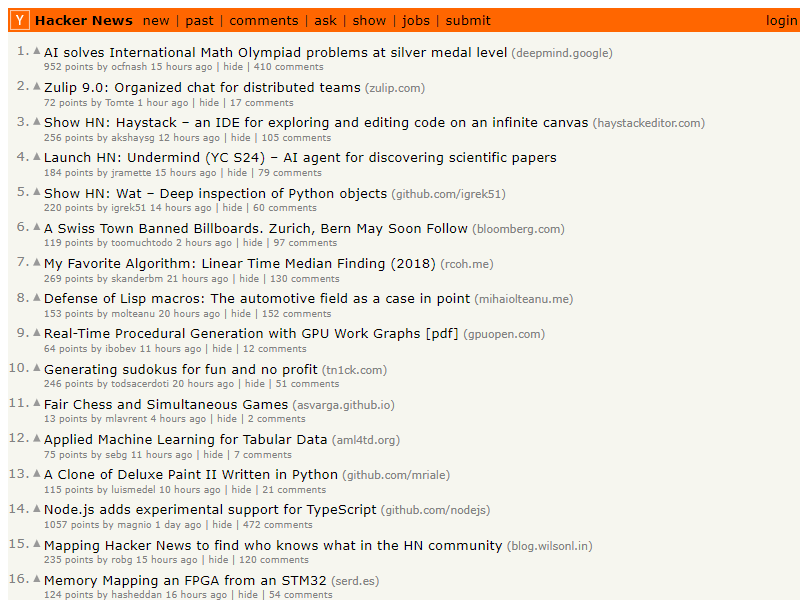 Y Hacker News new | past | comments | ask | show | jobs | submit login
1. ▲ AI solves International Math Olympiad problems at silver medal level (deepmind.google)
952 points by ocfnash 15 hours ago | hide | 410 comments
2. ▲ Zulip 9.0: Organized chat for distributed teams (zulip.com)
72 points by Tomte 1 hour ago | hide | 17 comments
3. ▲ Show HN: Haystack – an IDE for exploring and editing code on an infinite canvas (haystackeditor.com)
256 points by akshaysg 12 hours ago | hide | 105 comments
4. ▲ Launch HN: Undermind (YC S24) – AI agent for discovering scientific papers
184 points by jramette 15 hours ago | hide | 79 comments
5. ▲ Show HN: Wat – Deep inspection of Python objects (github.com/igrek51)
220 points by igrek51 14 hours ago | hide | 60 comments
6. ▲ A Swiss Town Banned Billboards. Zurich, Bern May Soon Follow (bloomberg.com)
119 points by toomuchtodo 2 hours ago | hide | 97 comments
7. ▲ My Favorite Algorithm: Linear Time Median Finding (2018) (rcoh.me)
269 points by skanderbm 21 hours ago | hide | 130 comments
8. ▲ Defense of Lisp macros: The automotive field as a case in point (mihaiolteanu.me)
153 points by molteanu 20 hours ago | hide | 152 comments
9. ▲ Real-Time Procedural Generation with GPU Work Graphs [pdf] (gpuopen.com)
64 points by ibobev 11 hours ago | hide | 12 comments
10. ▲ Generating sudokus for fun and no profit (tn1ck.com)
246 points by todsacerdoti 20 hours ago | hide | 51 comments
11. ▲ Fair Chess and Simultaneous Games (asvarga.github.io)
13 points by mlavrent 4 hours ago | hide | 2 comments
12. ▲ Applied Machine Learning for Tabular Data (aml4td.org)
75 points by sebg 11 hours ago | hide | 7 comments
13. ▲ A Clone of Deluxe Paint II Written in Python (github.com/mriale)
115 points by luismedel 10 hours ago | hide | 21 comments
14. ▲ Node.js adds experimental support for TypeScript (github.com/nodejs)
1057 points by magnio 1 day ago | hide | 472 comments
15. ▲ Mapping Hacker News to find who knows what in the HN community (blog.wilsonl.in)
235 points by robg 15 hours ago | hide | 120 comments
16. ▲ Memory Mapping an FPGA from an STM32 (serd.es)
124 points by hasheddan 16 hours ago | hide | 54 comments